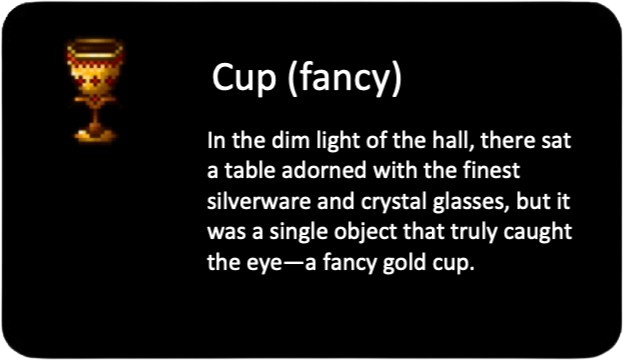 Cup (fancy)
In the dim light of the hall, there sat
a table adorned with the finest
silverware and crystal glasses, but it
was a single object that truly caught
the eye—a fancy gold cup.